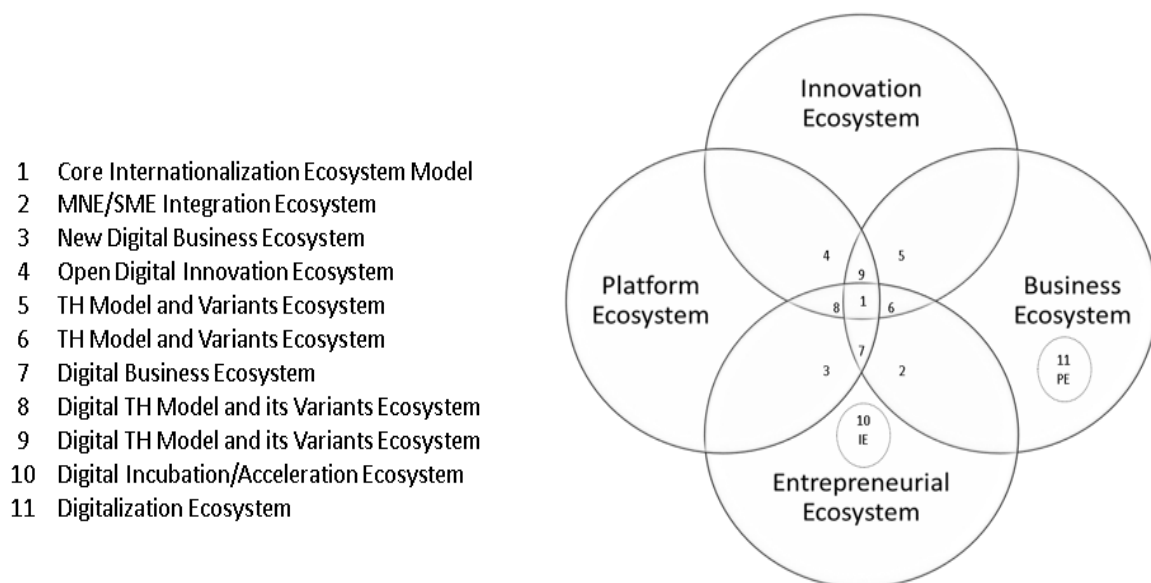 1 Core Internationalization Ecosystem Model
2 MNE/SME Integration Ecosystem
3 New Digital Business Ecosystem
4 Open Digital Innovation Ecosystem
5 TH Model and Variants Ecosystem
6 TH Model and Variants Ecosystem
7 Digital Business Ecosystem
8 Digital TH Model and its Variants Ecosystem
9 Digital TH Model and its Variants Ecosystem
10 Digital Incubation/Acceleration Ecosystem
11 Digitalization Ecosystem
Innovation
Ecosystem
4
5
9
Platform
Ecosystem
8
1
6
Business
Ecosystem
7
3
2
11
PE
10
IE
Entrepreneurial
Ecosystem